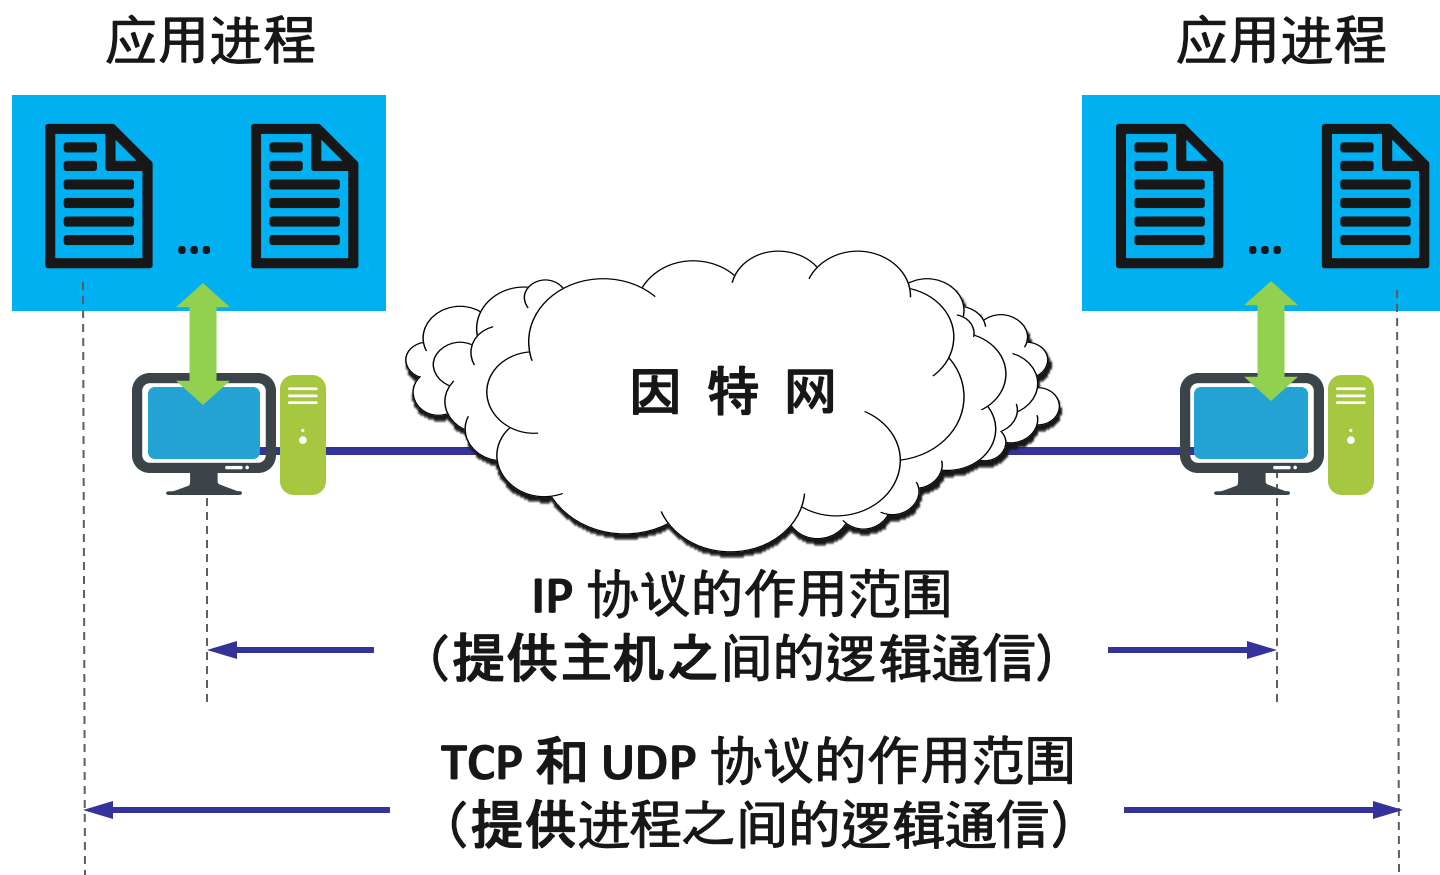 应用进程
应用进程
...
...
因特网
IP 协议的作用范围
（提供主机之间的逻辑通信）
TCP 和 UDP 协议的作用范围
（提供进程之间的逻辑通信）